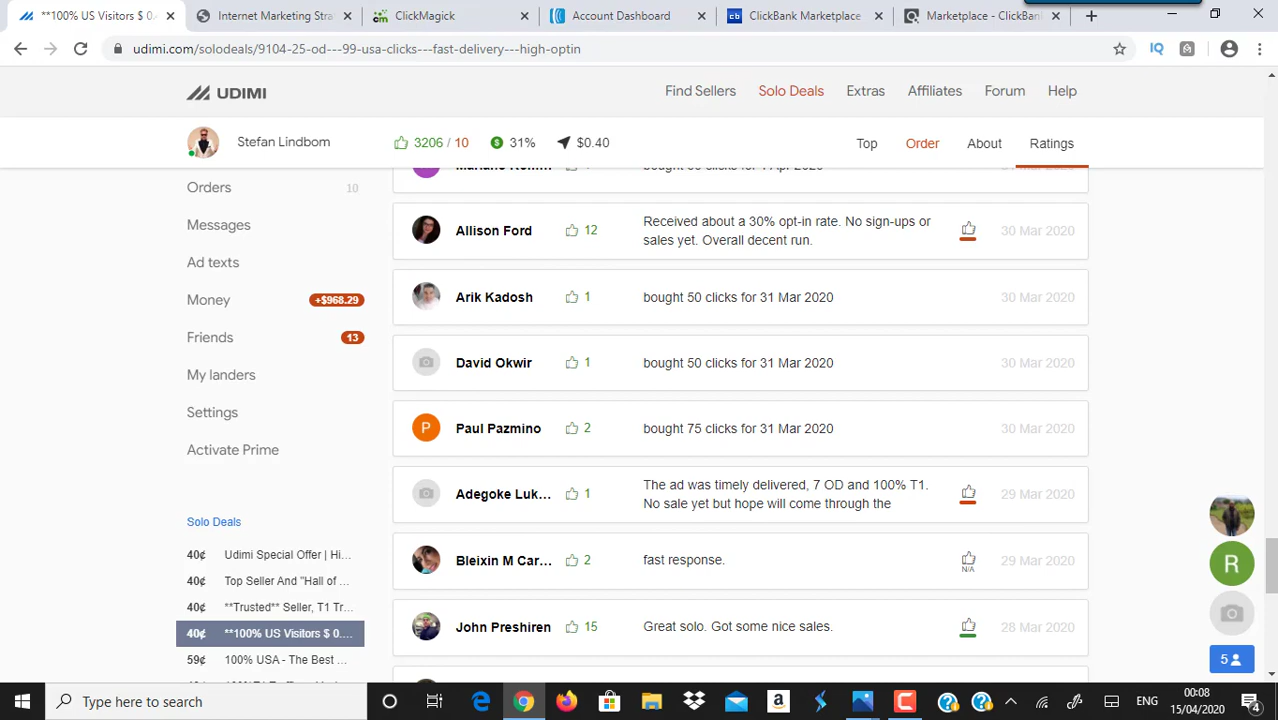 **100% US Visitors $ 0.
Internet Marketing Stra
ClickMagick
Account Dashboard
ClickBank Marketplace
Marketplace - ClickBan
udimi.com/solodeals/9104-25-od---99-usa-clicks---fast-delivery---high-optin
UDIMI
Find Sellers
Solo Deals
Extras
Affiliates
Forum
Help
Stefan Lindbom
3206 / 10
31%
$0.40
Top
Order
About
Ratings
Orders 10
Messages
Ad texts
Money +$968.29
Friends 13
My landers
Settings
Activate Prime
Solo Deals
40¢ Udimi Special Offer | Hi...
40¢ Top Seller And "Hall of ...
40¢ **Trusted** Seller, T1 Tr...
40¢ **100% US Visitors $ 0....
59¢ 100% USA - The Best ...
Allison Ford 12 Received about a 30% opt-in rate. No sign-ups or
sales yet. Overall decent run. 30 Mar 2020
Arik Kadosh 1 bought 50 clicks for 31 Mar 2020 30 Mar 2020
David Okwir 1 bought 50 clicks for 31 Mar 2020 30 Mar 2020
P Paul Pazmino 2 bought 75 clicks for 31 Mar 2020 30 Mar 2020
Adegoke Luk... 1 The ad was timely delivered, 7 OD and 100% T1.
No sale yet but hope will come through the 29 Mar 2020
Bleixin M Car... 2 fast response. N/A 29 Mar 2020
John Preshiren 15 Great solo. Got some nice sales. 28 Mar 2020
R
5
Type here to search
ENG
00:08
15/04/2020
4